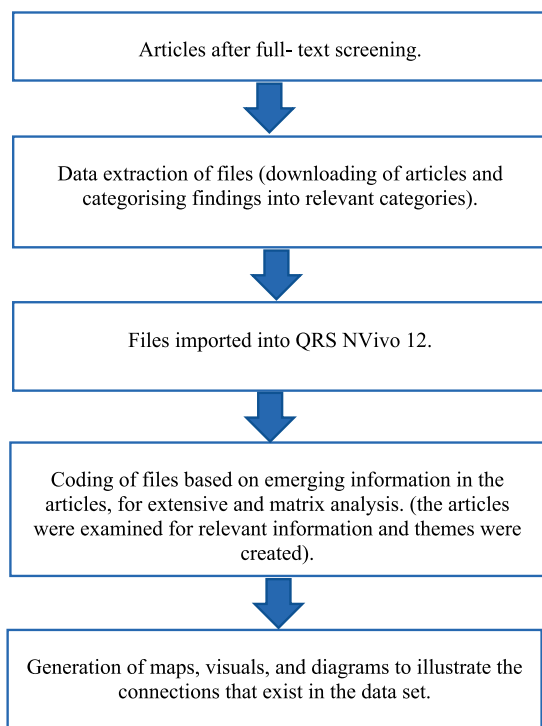 Articles after full- text screening.
Data extraction of files (downloading of articles and
categorising findings into relevant categories).
Files imported into QRS NVivo 12.
Coding of files based on emerging information in the
articles, for extensive and matrix analysis. (the articles
were examined for relevant information and themes were
created).
Generation of maps, visuals, and diagrams to illustrate the
connections that exist in the data set.